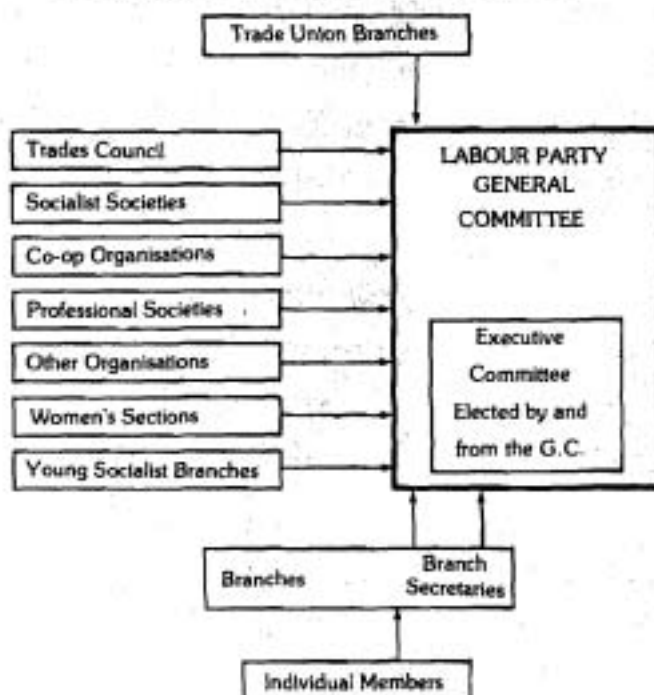 Trade Union Branches
Trades Council
Socialist Societies
Co-op Organisations
Professional Societies
Other Organisations
Women's Sections
Young Socialist Branches
LABOUR PARTY
GENERAL
COMMITTEE
Executive
Committee
Elected by and
from the G.C.
Branches
Branch
Secretaries
Individual Members